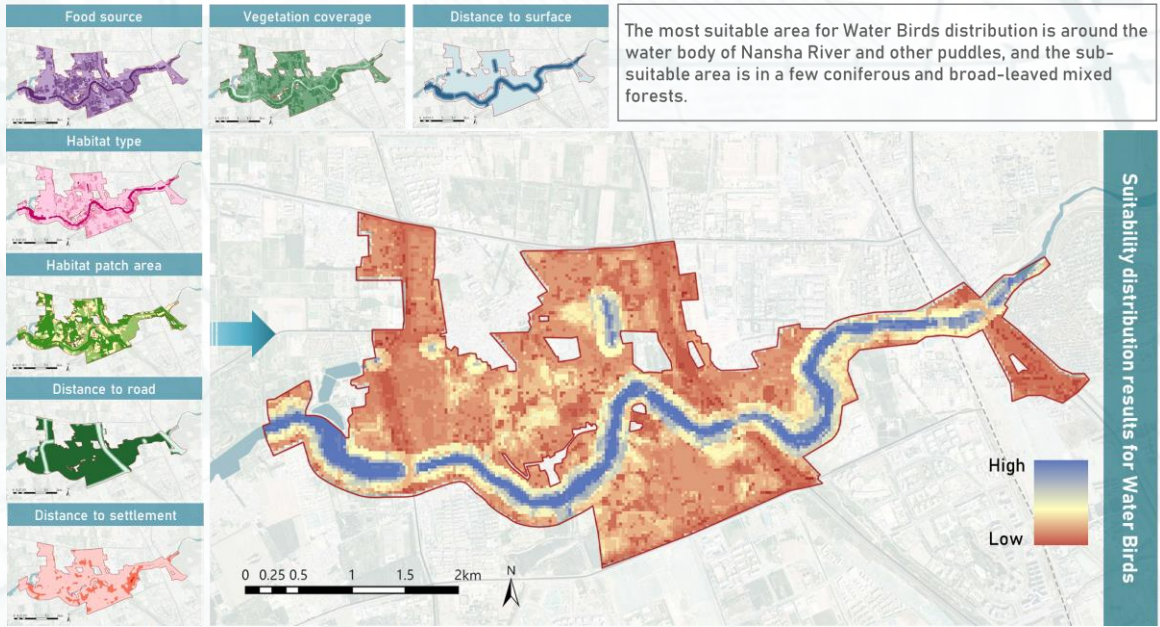 Food source
Vegetation coverage
Distance to surface
The most suitable area for Water Birds distribution is around the
water body of Nansha River and other puddles, and the sub-
suitable area is in a few coniferous and broad-leaved mixed
forests.
Habitat type
Habitat patch area
Distance to road
Distance to settlement
Suitability distribution results for Water Birds
High
Low
0 0.25 0.5 1 1.5 2km
N